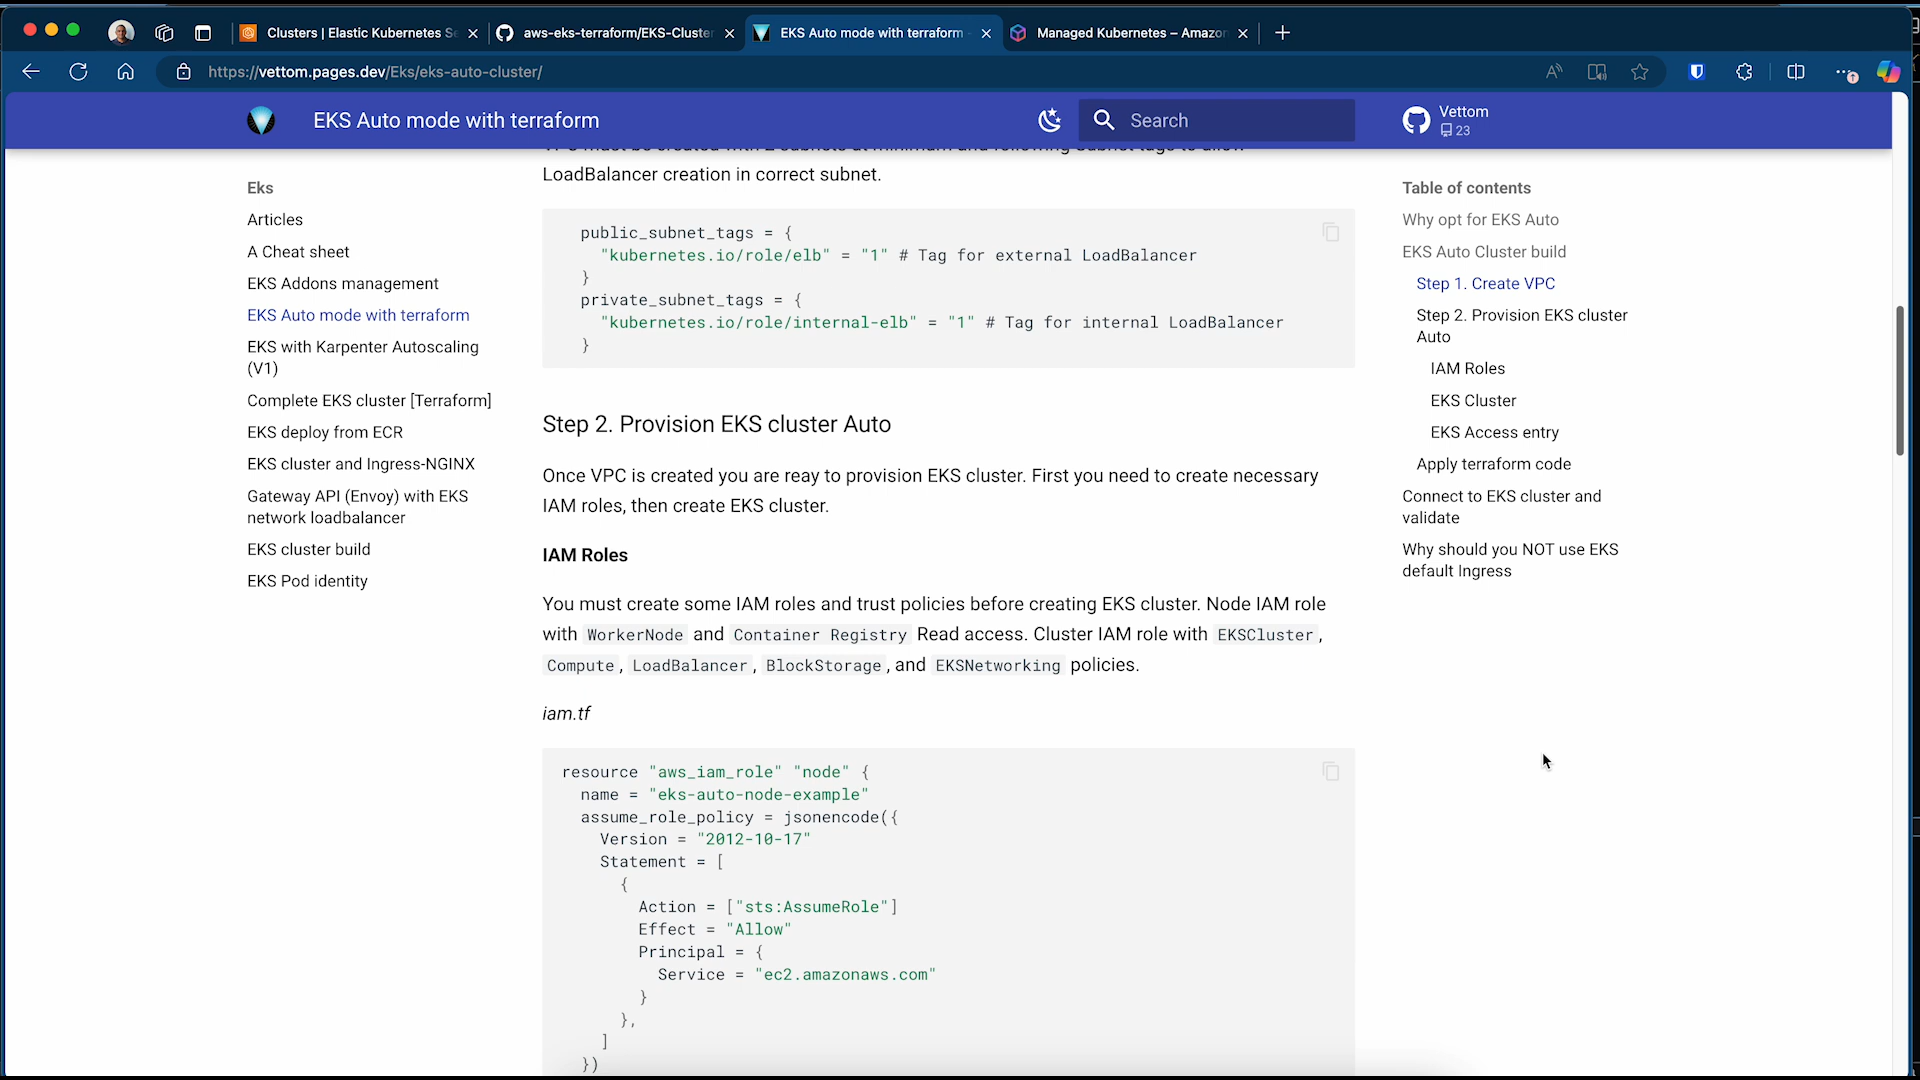 Clusters | Elastic Kubernetes Se
aws-eks-terraform/EKS-Cluster
EKS Auto mode with terraform -
Managed Kubernetes – Amazon
https://vettom.pages.dev/Eks/eks-auto-cluster/
EKS Auto mode with terraform
Search
Vettom
23
Eks
Articles
A Cheat sheet
EKS Addons management
EKS Auto mode with terraform
EKS with Karpenter Autoscaling
(V1)
Complete EKS cluster [Terraform]
EKS deploy from ECR
EKS cluster and Ingress-NGINX
Gateway API (Envoy) with EKS
network loadbalancer
EKS cluster build
EKS Pod identity
LoadBalancer creation in correct subnet.
public_subnet_tags = {
"kubernetes.io/role/elb" = "1" # Tag for external LoadBalancer
}
private_subnet_tags = {
"kubernetes.io/role/internal-elb" = "1" # Tag for internal LoadBalancer
}
Step 2. Provision EKS cluster Auto
Once VPC is created you are reay to provision EKS cluster. First you need to create necessary
IAM roles, then create EKS cluster.
IAM Roles
You must create some IAM roles and trust policies before creating EKS cluster. Node IAM role
with WorkerNode and Container Registry Read access. Cluster IAM role with EKSCluster,
Compute, LoadBalancer, BlockStorage, and EKSNetworking policies.
iam.tf
resource "aws_iam_role" "node" {
name = "eks-auto-node-example"
assume_role_policy = jsonencode({
Version = "2012-10-17"
Statement = [
{
Action = ["sts:AssumeRole"]
Effect = "Allow"
Principal = {
Service = "ec2.amazonaws.com"
}
},
]
})
Table of contents
Why opt for EKS Auto
EKS Auto Cluster build
Step 1. Create VPC
Step 2. Provision EKS cluster
Auto
IAM Roles
EKS Cluster
EKS Access entry
Apply terraform code
Connect to EKS cluster and
validate
Why should you NOT use EKS
default Ingress